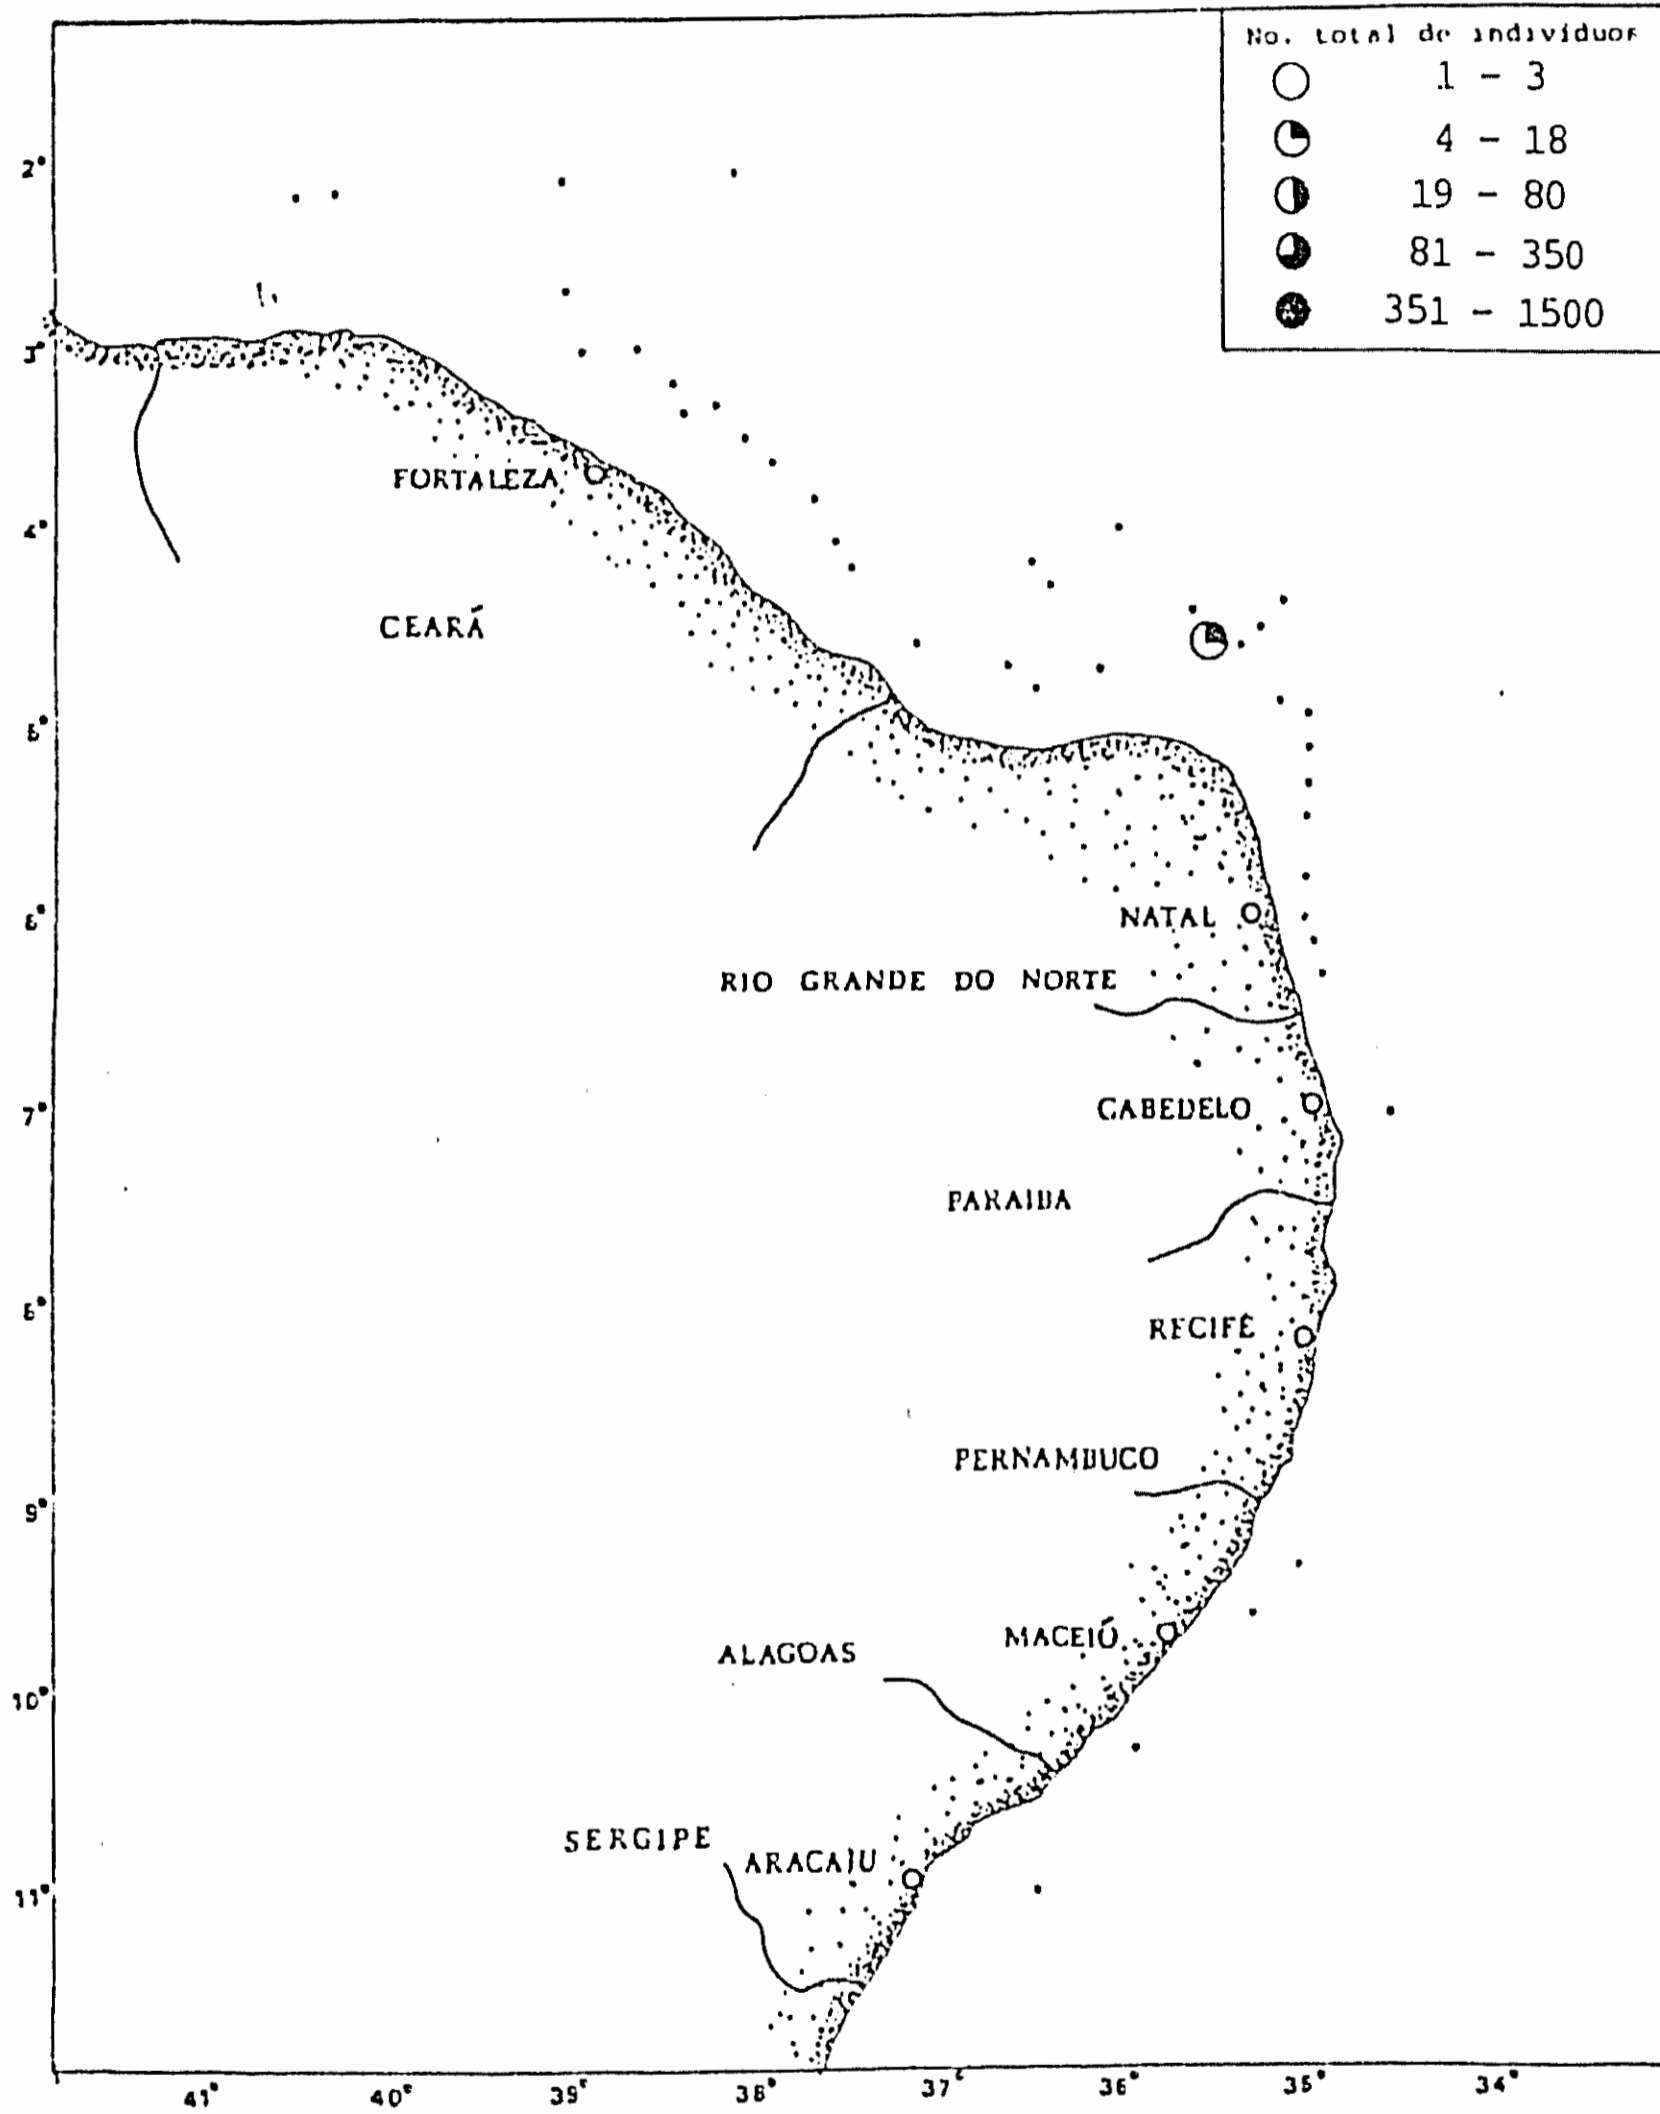 No. total de indivíduos
1 - 3
4 - 18
19 - 80
81 - 350
351 - 1500
2°
3°
FORTALEZA
4°
CEARÁ
5°
6°
NATAL
RIO GRANDE DO NORTE
7°
CABEDELO
PARAIBA
8°
RECIFE
PERNAMBUCO
9°
MACEIÓ
ALAGOAS
10°
SERGIPE
ARACAJU
11°
41° 40° 39° 38° 37° 36° 35° 34°